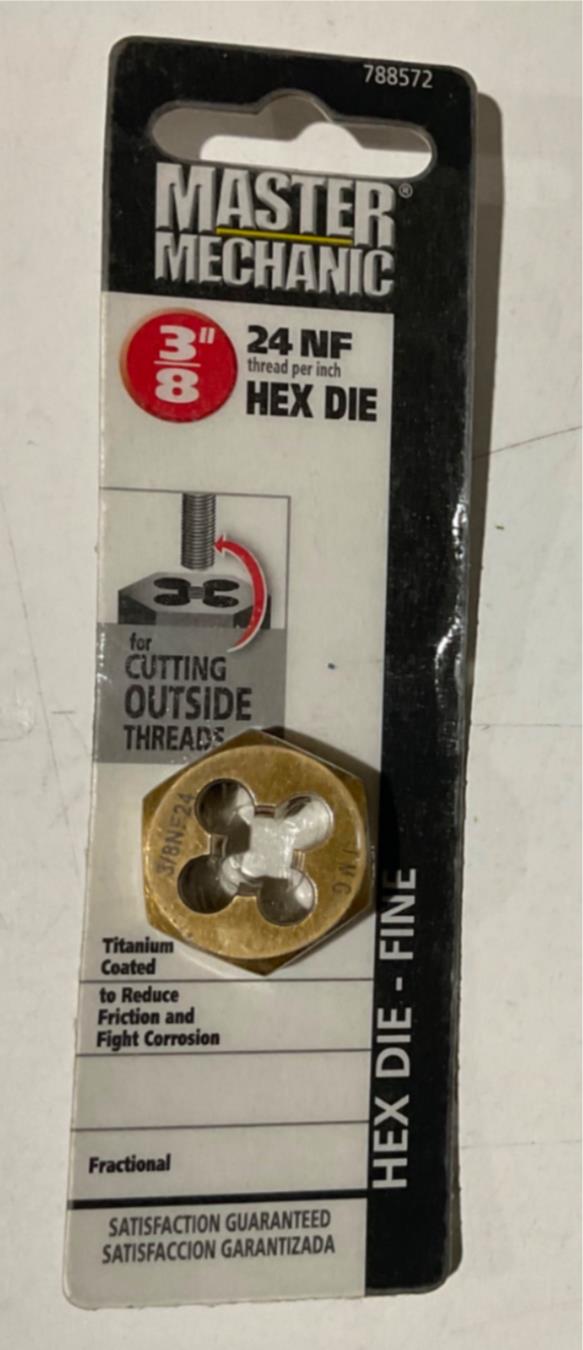 788572
MASTER®
MECHANIC
3"
8
24 NF
thread per inch
HEX DIE
for
CUTTING
OUTSIDE
THREADS
3/8NF24
JMG
Titanium
Coated
to Reduce
Friction and
Fight Corrosion
HEX DIE - FINE
Fractional
SATISFACTION GUARANTEED
SATISFACCION GARANTIZADA